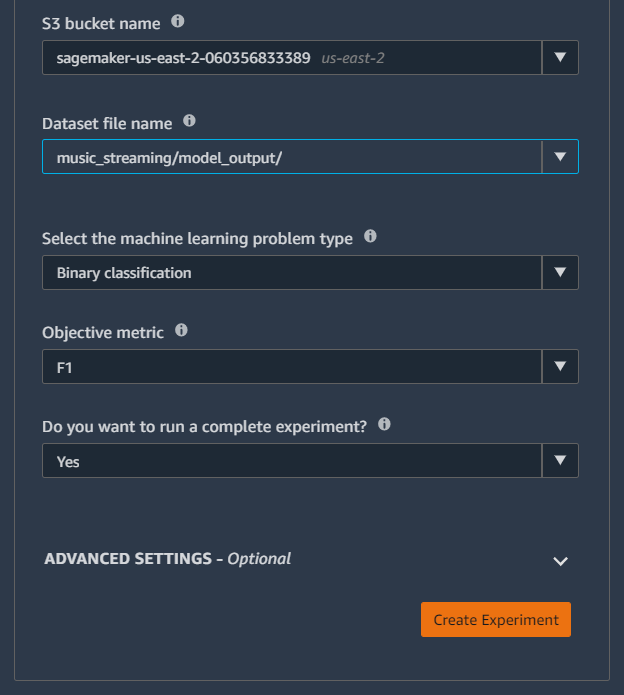 S3 bucket name
sagemaker-us-east-2-060356833389 us-east-2
Dataset file name
music_streaming/model_output/
Select the machine learning problem type
Binary classification
Objective metric
F1
Do you want to run a complete experiment?
Yes
ADVANCED SETTINGS - Optional
Create Experiment